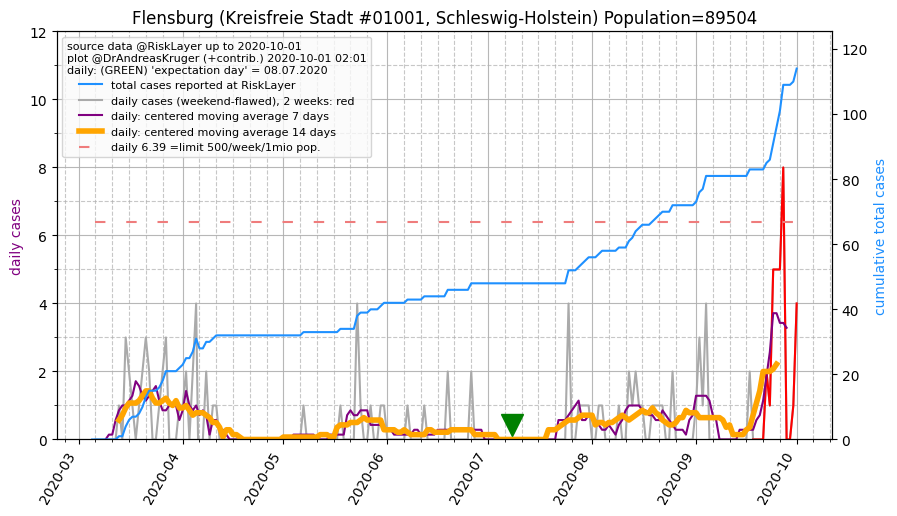 Flensburg (Kreisfreie Stadt #01001, Schleswig-Holstein) Population=89504
source data @RiskLayer up to 2020-10-01
plot @DrAndreasKruger (+contrib.) 2020-10-01 02:01
daily: (GREEN) 'expectation day' = 08.07.2020
total cases reported at RiskLayer
daily cases (weekend-flawed), 2 weeks: red
daily: centered moving average 7 days
daily: centered moving average 14 days
daily 6.39 =limit 500/week/1mio pop.
daily cases
12
10
8
6
4
2
0
cumulative total cases
120
100
80
60
40
20
0
2020-03
2020-04
2020-05
2020-06
2020-07
2020-08
2020-09
2020-10